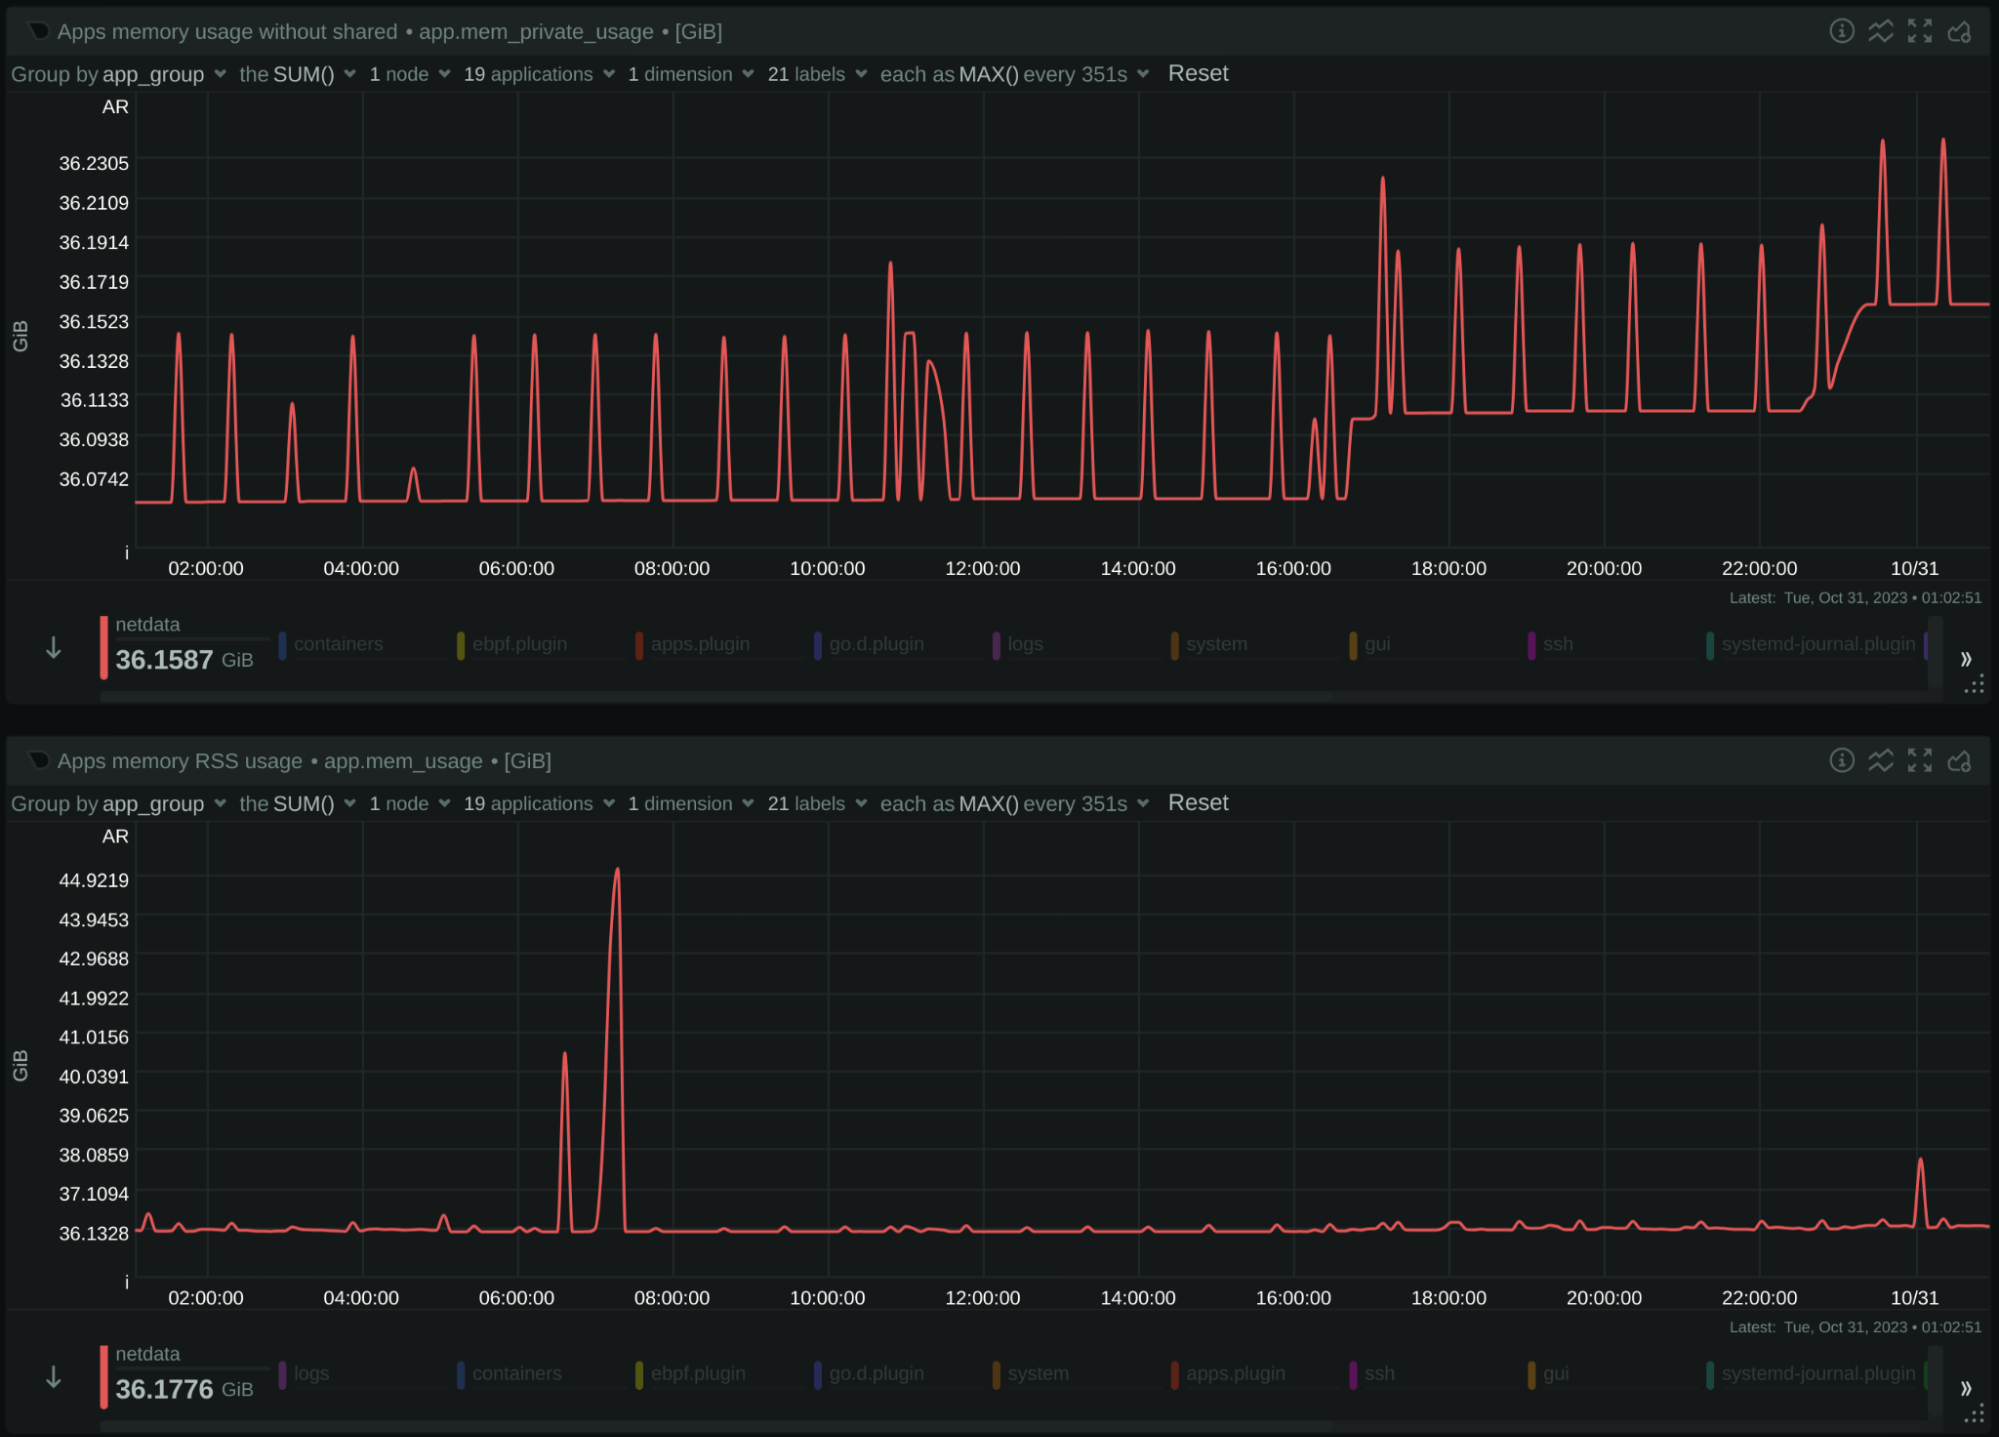 Apps memory usage without shared • app.mem_private_usage • [GiB]
Group by app_group the SUM() 1 node 19 applications 1 dimension 21 labels each as MAX() every 351s Reset
AR
36.2305
36.2109
36.1914
36.1719
36.1523
36.1328
36.1133
36.0938
36.0742
i
GiB
02:00:00 04:00:00 06:00:00 08:00:00 10:00:00 12:00:00 14:00:00 16:00:00 18:00:00 20:00:00 22:00:00 10/31
Latest: Tue, Oct 31, 2023 • 01:02:51
netdata
36.1587 GiB
containers ebpf.plugin apps.plugin go.d.plugin logs system gui ssh systemd-journal.plugin
Apps memory RSS usage • app.mem_usage • [GiB]
Group by app_group the SUM() 1 node 19 applications 1 dimension 21 labels each as MAX() every 351s Reset
AR
44.9219
43.9453
42.9688
41.9922
41.0156
40.0391
39.0625
38.0859
37.1094
36.1328
i
GiB
02:00:00 04:00:00 06:00:00 08:00:00 10:00:00 12:00:00 14:00:00 16:00:00 18:00:00 20:00:00 22:00:00 10/31
Latest: Tue, Oct 31, 2023 • 01:02:51
netdata
36.1776 GiB
logs containers ebpf.plugin go.d.plugin system apps.plugin ssh gui systemd-journal.plugin